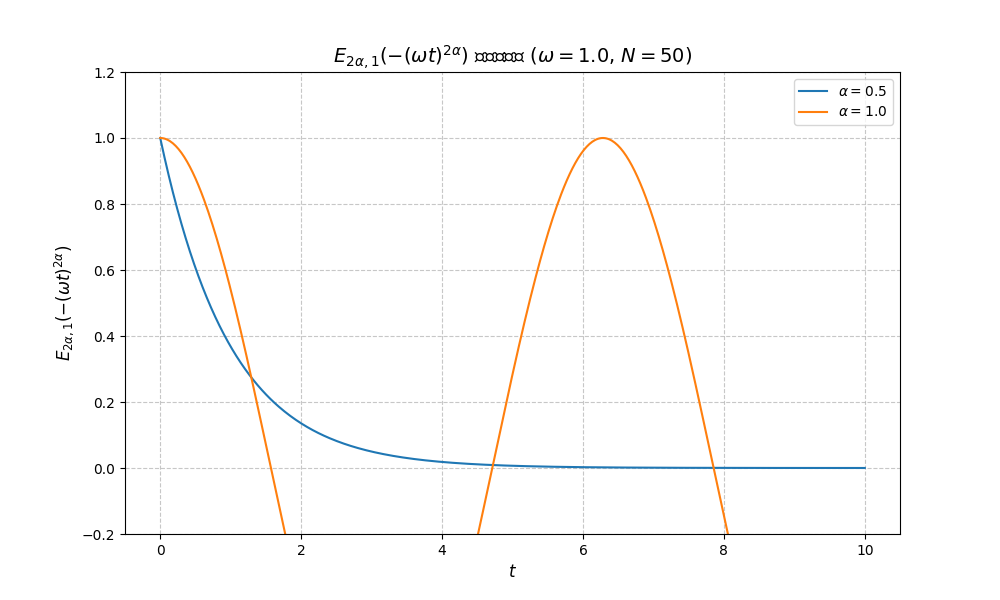 $E_{2\alpha,1}(-(\omega t)^{2\alpha})$ ($\omega = 1.0$, $N = 50$)
α = 0.5
α = 1.0
1.2
1.0
0.8
0.6
0.4
0.2
0.0
−0.2
$E_{2\alpha,1}(-(\omega t)^{2\alpha})$
0 2 4 6 8 10
t